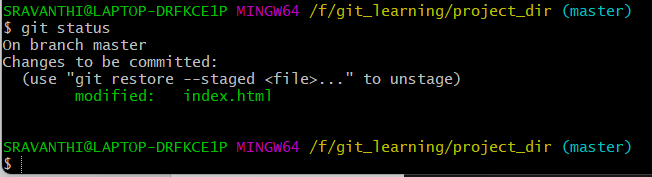 SRAVANTHI@LAPTOP-DRFKCE1P MINGW64 /f/git_learning/project_dir (master)
$ git status
On branch master
Changes to be committed:
  (use "git restore --staged <file>..." to unstage)
        modified:   index.html

SRAVANTHI@LAPTOP-DRFKCE1P MINGW64 /f/git_learning/project_dir (master)
$